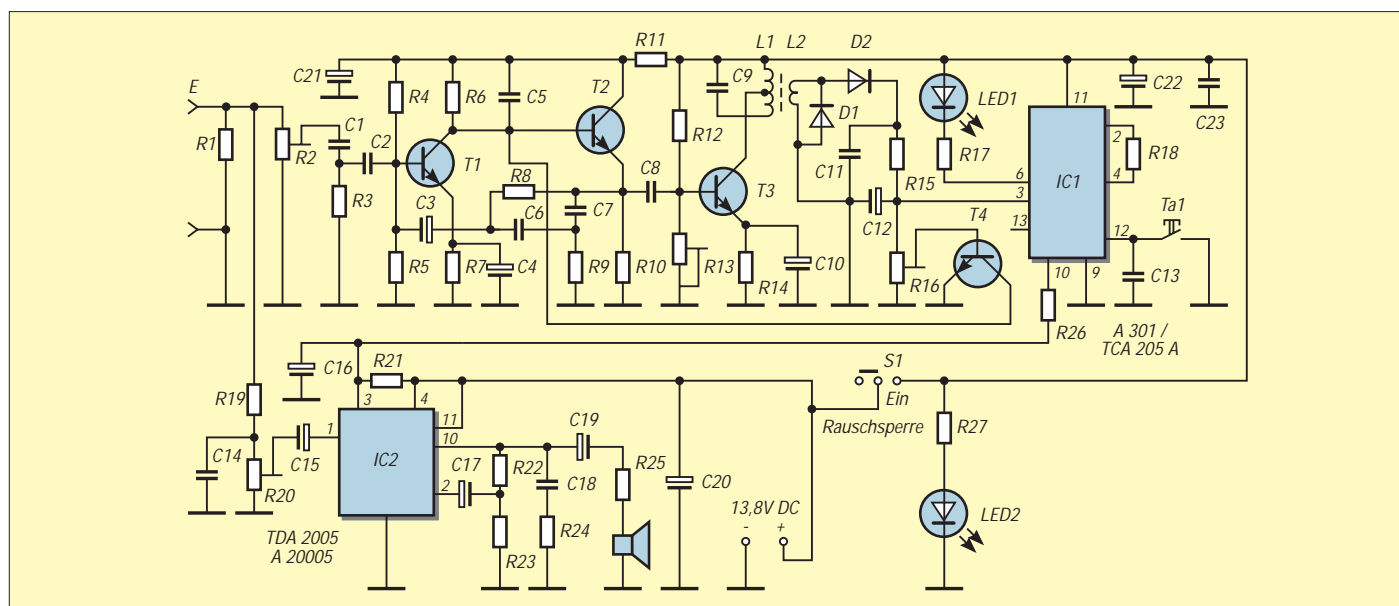 R11
L1 L2 D2
C21
E
R4
R6
C5
T2
C9
D1
LED1
11
C22
C23
R1
R2
C1
C2
T1
R12
C11
R15
R17
2
R18
4
6
IC1
3
R3
R8
C8
T3
C3
C6
C7
C12
T4
13
Ta1
12
R5
R7
C4
R9
R10
R13
R14
C10
R16
10
9
C13
R26
A 301 /
TCA 205 A
C16
R21
S1
R19
3
4
Ein
11
Rauschsperre
R27
1
10
C19
C14
C15
IC2
R22
R25
C17
C18
C20
R20
2
13,8V DC
- +
LED2
TDA 2005
A 20005
R23
R24